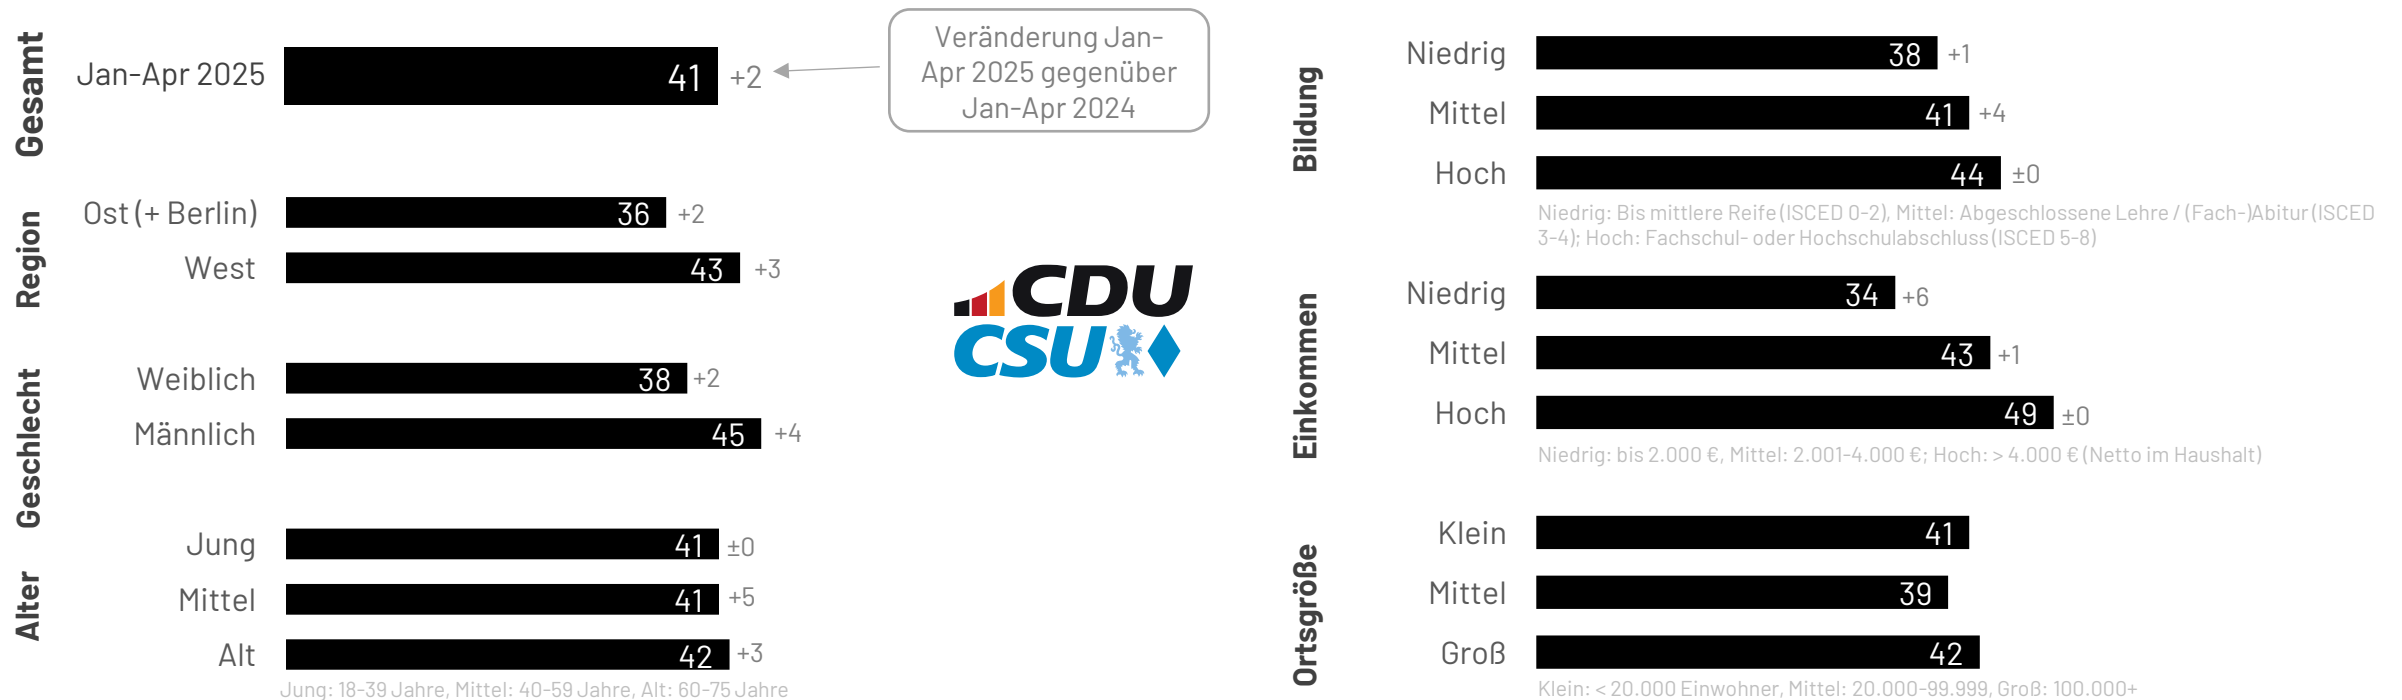 Gesamt
Jan-Apr 2025
41
+2
Veränderung Jan-
Apr 2025 gegenüber
Jan-Apr 2024
Region
Ost (+ Berlin)
36
+2
West
43
+3
Geschlecht
Weiblich
38
+2
Männlich
45
+4
Alter
Jung
41
±0
Mittel
41
+5
Alt
42
+3
Jung: 18-39 Jahre, Mittel: 40-59 Jahre, Alt: 60-75 Jahre
CDU
CSU
Bildung
Niedrig
38
+1
Mittel
41
+4
Hoch
44
±0
Niedrig: Bis mittlere Reife (ISCED 0-2), Mittel: Abgeschlossene Lehre / (Fach-)Abitur (ISCED
3-4); Hoch: Fachschul- oder Hochschulabschluss (ISCED 5-8)
Einkommen
Niedrig
34
+6
Mittel
43
+1
Hoch
49
±0
Niedrig: bis 2.000 €, Mittel: 2.001-4.000 €; Hoch: > 4.000 € (Netto im Haushalt)
Ortsgröße
Klein
41
Mittel
39
Groß
42
Klein: < 20.000 Einwohner, Mittel: 20.000-99.999, Groß: 100.000+